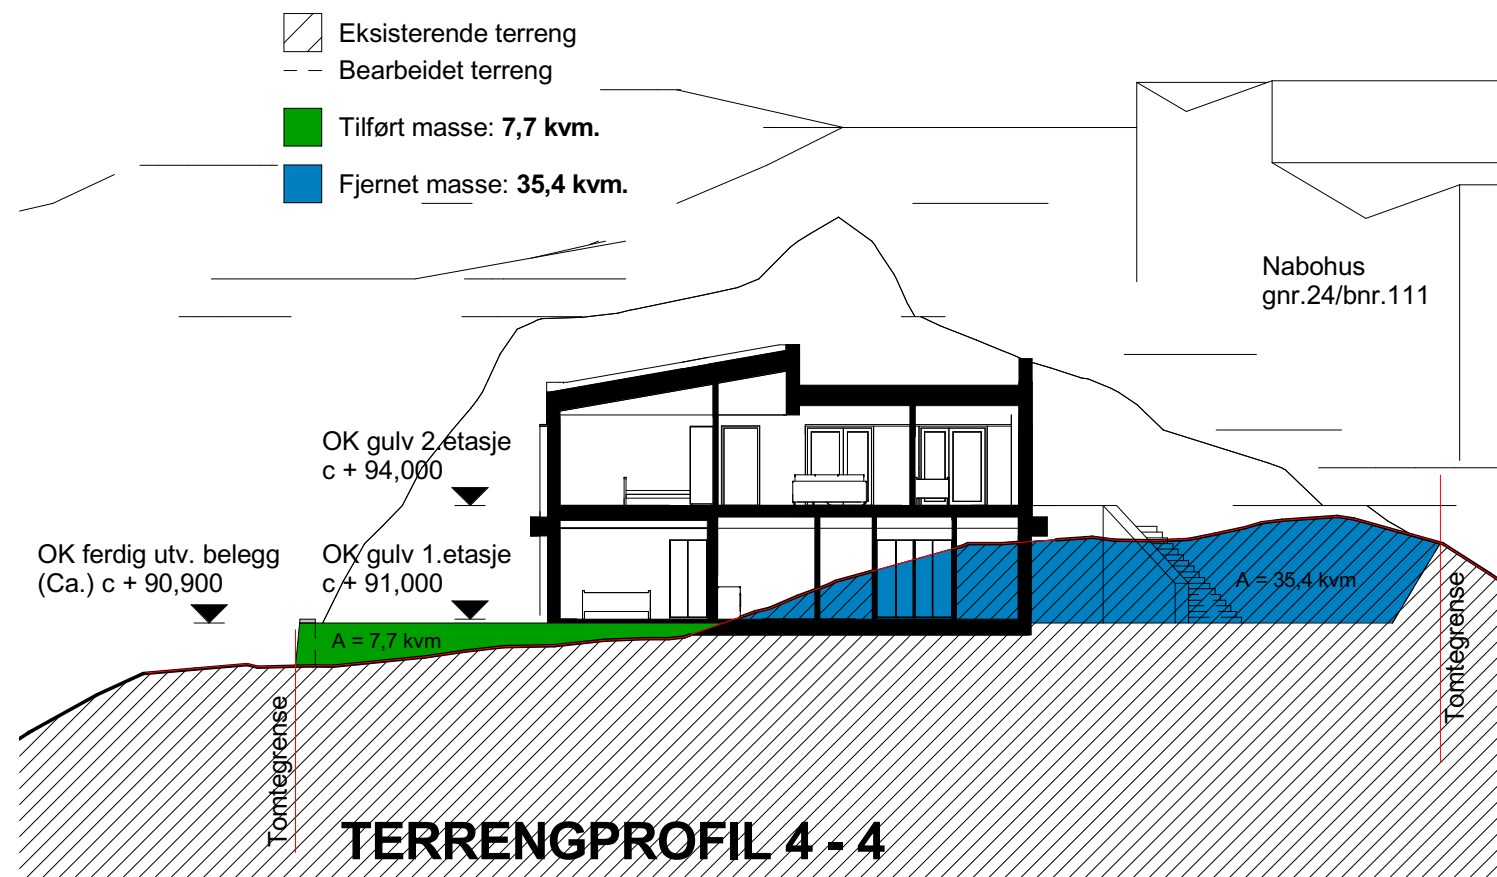 Eksisterende terreng
Bearbeidet terreng
Tilført masse: 7,7 kvm.
Fjernet masse: 35,4 kvm.
Nabohus
gnr.24/bnr.111
OK gulv 2.etasje
c + 94,000
OK ferdig utv. belegg
(Ca.) c + 90,900
OK gulv 1.etasje
c + 91,000
A = 35,4 kvm
A = 7,7 kvm
Tomtegrense
Tomtegrense
TERRENGPROFIL 4 - 4